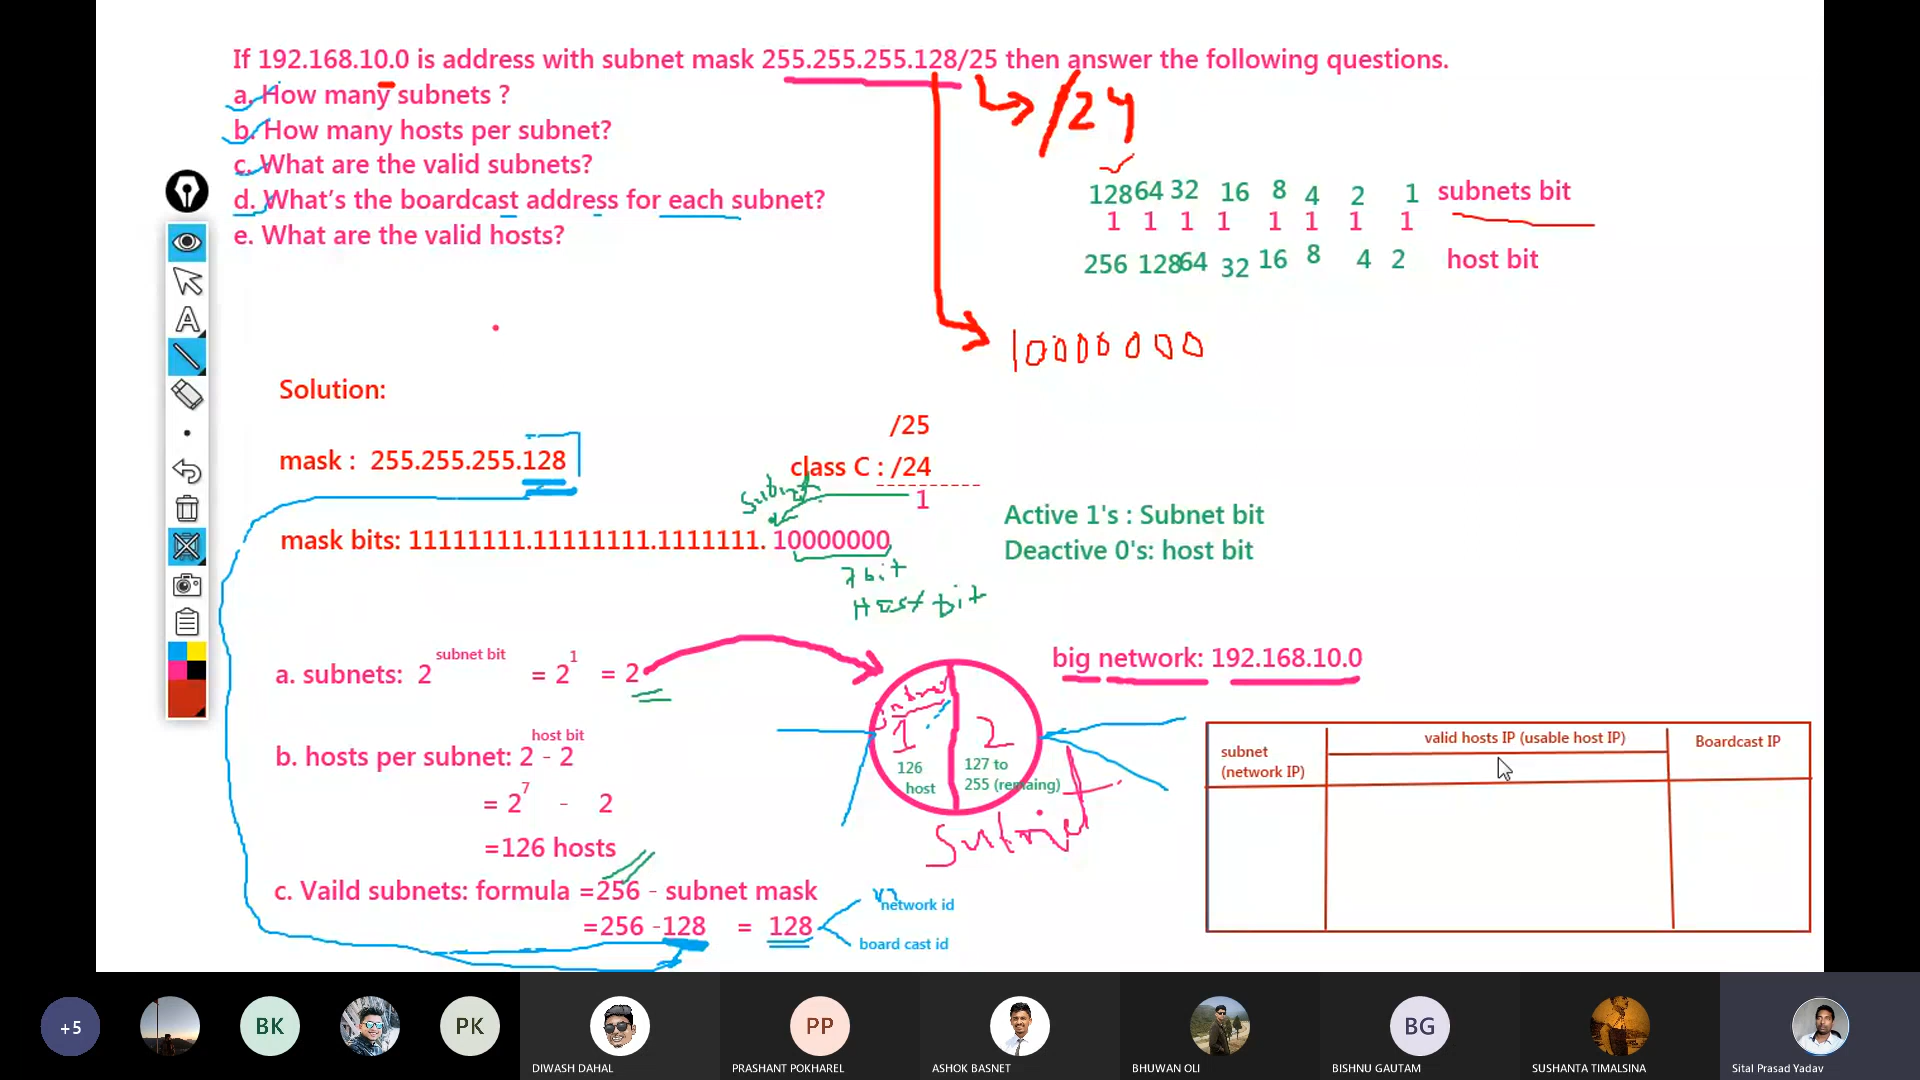 If 192.168.10.0 is address with subnet mask 255.255.255.128/25 then answer the following questions.
a. How many subnets ?
b. How many hosts per subnet?
c. What are the valid subnets?
d. What's the boardcast address for each subnet?
e. What are the valid hosts?
/24
128 64 32 16 8 4 2 1 subnets bit
1 1 1 1 1 1 1 1
256 128 64 32 16 8 4 2 host bit
10000000
Solution:
/25
mask : 255.255.255.128
class C : /24
Subnet
1
mask bits: 11111111.11111111.1111111. 10000000
7 bit
Host bit
Active 1's : Subnet bit
Deactive 0's: host bit
a. subnets: 2 subnet bit = 2 1 = 2
b. hosts per subnet: 2 host bit - 2
= 2 7 - 2
=126 hosts
c. Vaild subnets: formula =256 - subnet mask
=256 -128 = 128
network id
board cast id
big network: 192.168.10.0
1
126
host
2
127 to
255 (remaing)
Subnet
subnet
(network IP)
valid hosts IP (usable host IP)
Boardcast IP
A
+5
BK
PK
DIWASH DAHAL
PP
PRASHANT POKHAREL
ASHOK BASNET
BHUWAN OLI
BG
BISHNU GAUTAM
SUSHANTA TIMALSINA
Sital Prasad Yadav